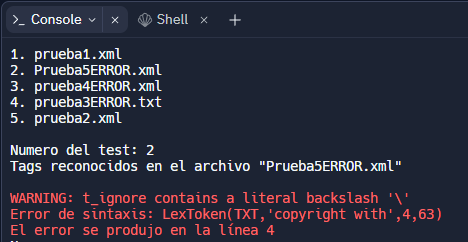 Console
Shell
1. prueba1.xml
2. Prueba5ERROR.xml
3. prueba4ERROR.xml
4. prueba3ERROR.txt
5. prueba2.xml
Numero del test: 2
Tags reconocidos en el archivo "Prueba5ERROR.xml"
WARNING: t_ignore contains a literal backslash '\'
Error de sintaxis: LexToken(TXT,'copyright with',4,63)
El error se produjo en la línea 4